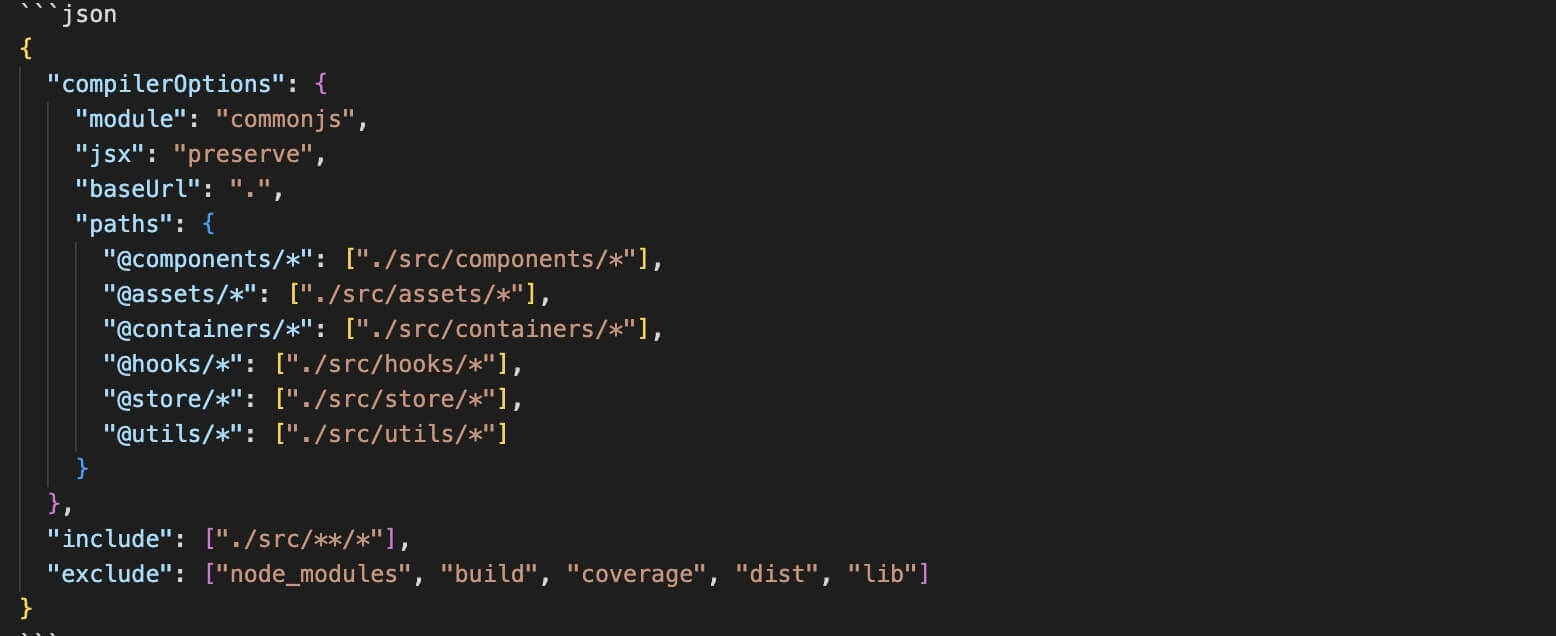 ```json
{
  "compilerOptions": {
    "module": "commonjs",
    "jsx": "preserve",
    "baseUrl": ".",
    "paths": {
      "@components/*": ["./src/components/*"],
      "@assets/*": ["./src/assets/*"],
      "@containers/*": ["./src/containers/*"],
      "@hooks/*": ["./src/hooks/*"],
      "@store/*": ["./src/store/*"],
      "@utils/*": ["./src/utils/*"]
    }
  },
  "include": ["./src/**/*"],
  "exclude": ["node_modules", "build", "coverage", "dist", "lib"]
}
```